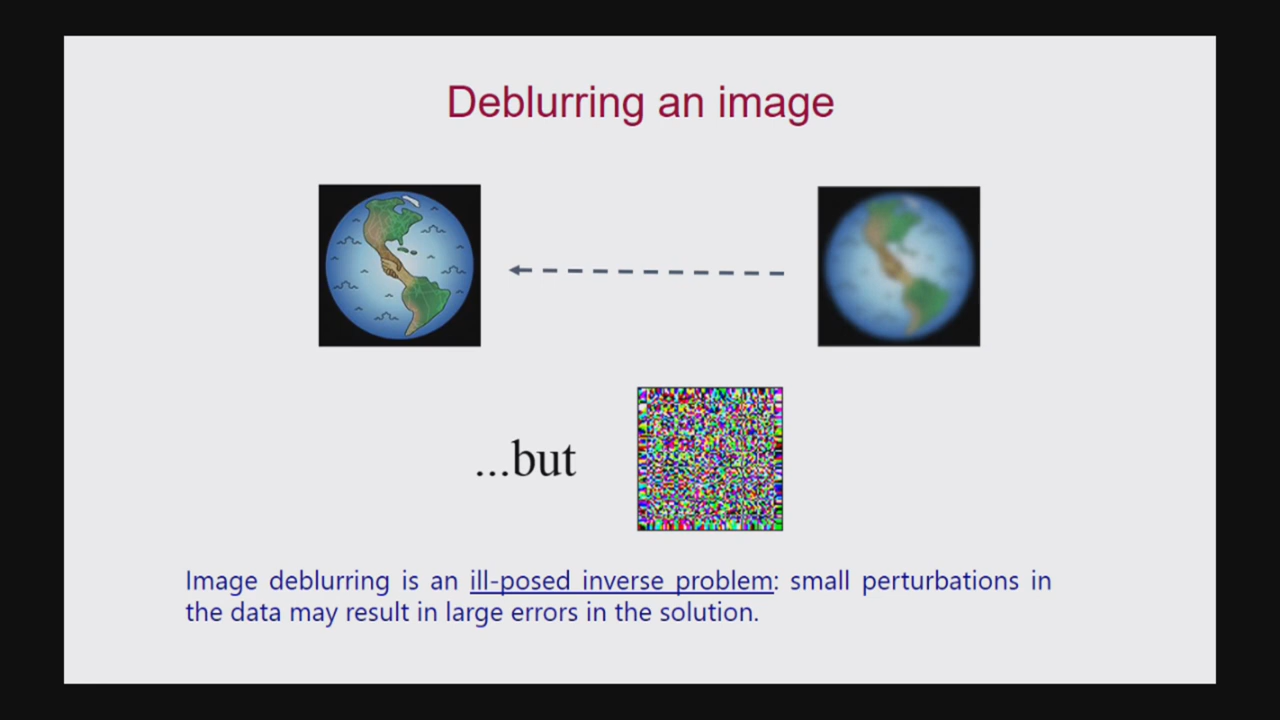 Deblurring an image
...but
Image deblurring is an ill-posed inverse problem: small perturbations in
the data may result in large errors in the solution.